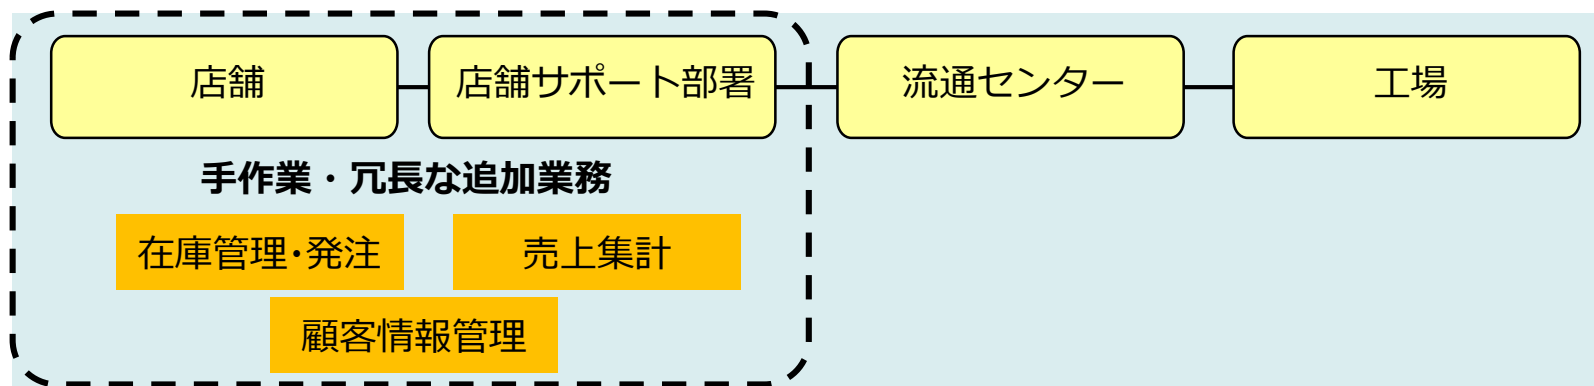 店舗
店舗サポート部署
流通センター
工場
手作業・冗長な追加業務
在庫管理･発注
売上集計
顧客情報管理